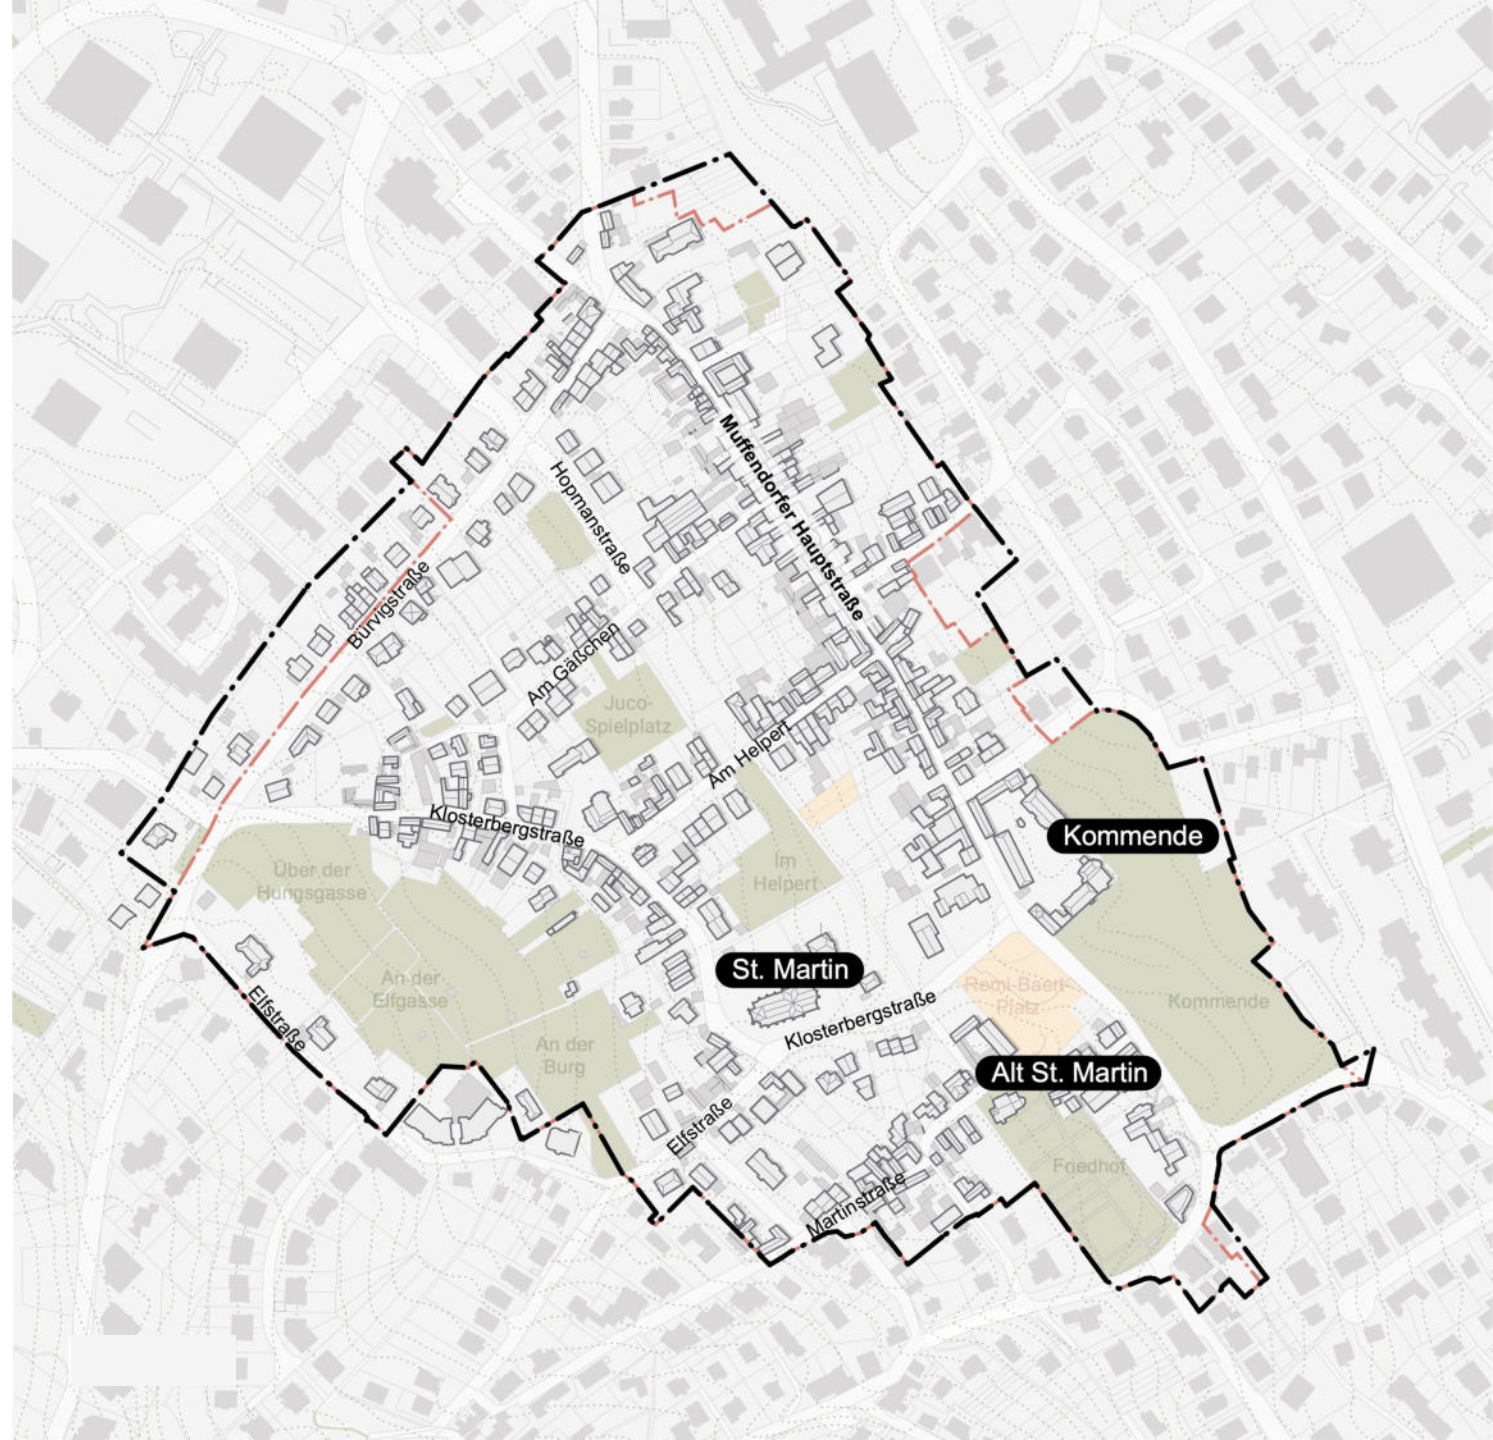 Muffendorfer Hauptstraße
Hopmanstraße
Bürvigstraße
Am Gäßchen
Juco-
Spielplatz
Am Helpert
Klosterbergstraße
Kommende
Über der
Hungsgasse
Im
Helpert
St. Martin
An der
Elfgasse
Elfstraße
Remi-Baert-
Platz
Kommende
Klosterbergstraße
An der
Burg
Alt St. Martin
Elfstraße
Friedhof
Martinstraße